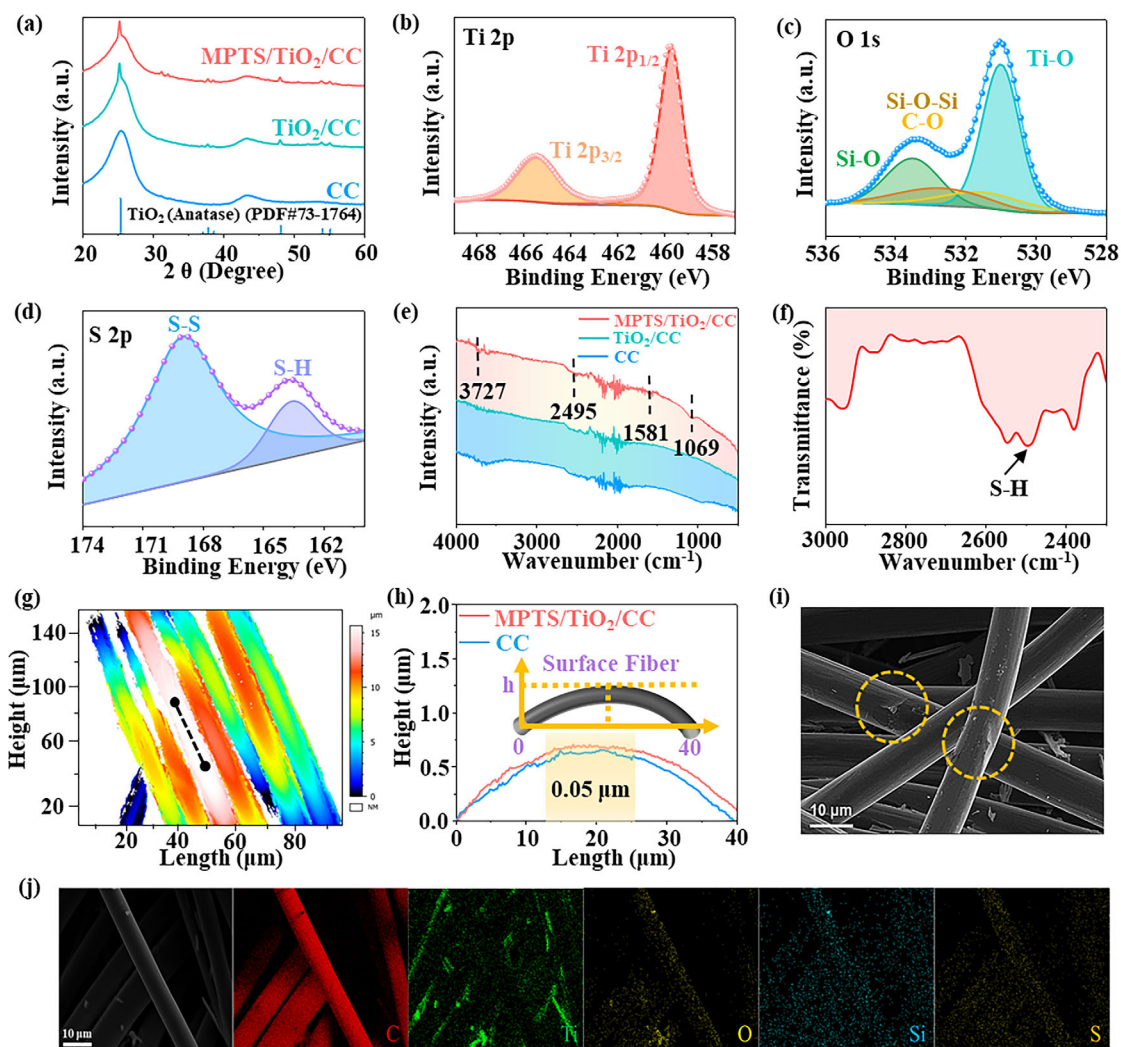 (a)
MPTS/TiO2/CC
TiO2/CC
CC
TiO2 (Anatase) (PDF#73-1764)
20 30 40 50 60
2 θ (Degree)
Intensity (a.u.)
(b)
Ti 2p
Ti 2p1/2
Ti 2p3/2
468 466 464 462 460 458
Binding Energy (eV)
Intensity (a.u.)
(c)
O 1s
Ti-O
Si-O-Si
C-O
Si-O
536 534 532 530 528
Binding Energy (eV)
Intensity (a.u.)
(d)
S 2p
S-S
S-H
174 171 168 164 162
Binding Energy (eV)
Intensity (a.u.)
(e)
MPTS/TiO2/CC
TiO2/CC
CC
3727
2495
1581
1069
4000 3000 2000 1000
Wavenumber (cm-1)
Intensity (a.u.)
(f)
S-H
3000 2800 2600 2400
Wavenumber (cm-1)
Transmittance (%)
(g)
µm
15
10
5
0
NM
140
100
60
20
20 40 60 80
Length (µm)
Height (µm)
(h)
2.0
1.5
1.0
0.5
0.0
MPTS/TiO2/CC
CC
Surface Fiber
h
0 40
0.05 µm
0 10 20 30 40
Length (µm)
Height (µm)
(i)
10 µm
(j)
10 µm
C
Ti
O
Si
S